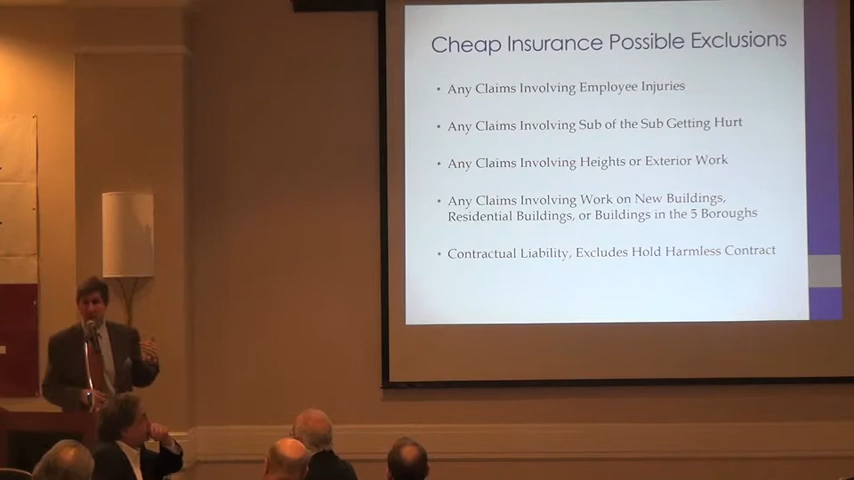 Cheap Insurance Possible Exclusions
• Any Claims Involving Employee Injuries
• Any Claims Involving Sub of the Sub Getting Hurt
• Any Claims Involving Heights or Exterior Work
• Any Claims Involving Work on New Buildings,
Residential Buildings, or Buildings in the 5 Boroughs
• Contractual Liability, Excludes Hold Harmless Contract